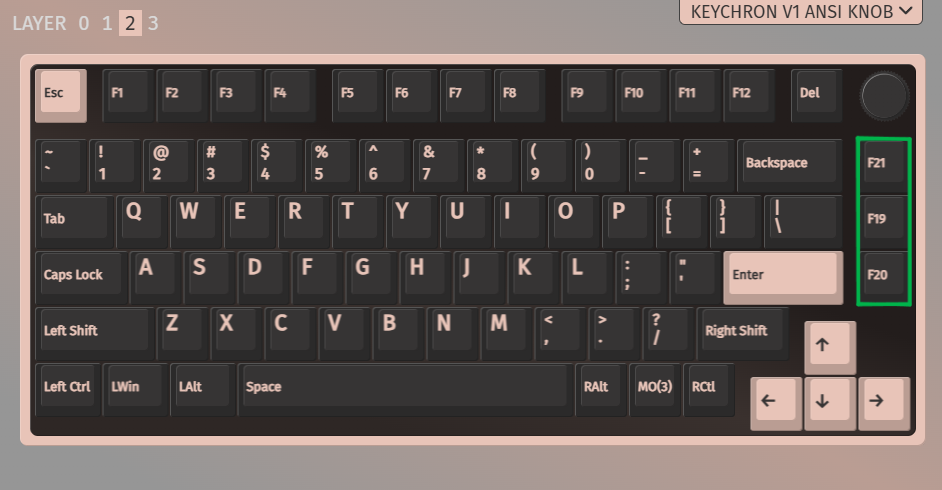 LAYER 0 1 2 3
KEYCHRON V1 ANSI KNOB
Esc F1 F2 F3 F4 F5 F6 F7 F8 F9 F10 F11 F12 Del
~ ! @ # $ % ^ & * ( ) _ +
` 1 2 3 4 5 6 7 8 9 0 - = Backspace F21
Tab Q W E R T Y U I O P { } | F19
[ ] \
Caps Lock A S D F G H J K L : " Enter F20
; '
Left Shift Z X C V B N M < > ? Right Shift ↑
, . /
Left Ctrl LWin LAlt Space RAlt MO(3) RCtl ← ↓ →